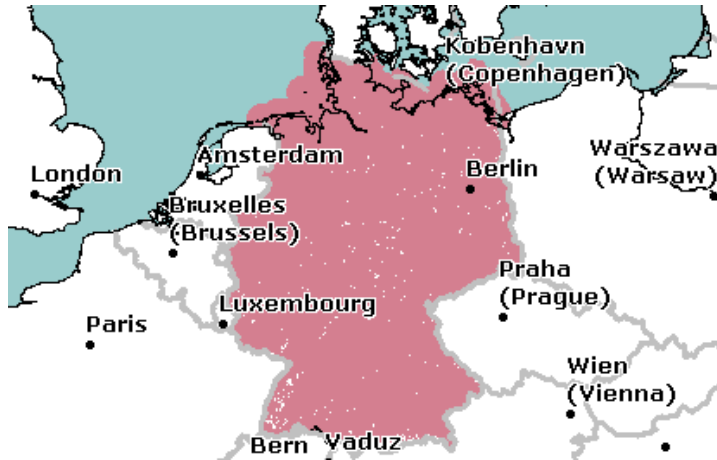 København
(Copenhagen)
Warszawa
(Warsaw)
London
Amsterdam
Berlin
Bruxelles
(Brussels)
Praha
(Prague)
Luxembourg
Paris
Wien
(Vienna)
Bern
Vaduz